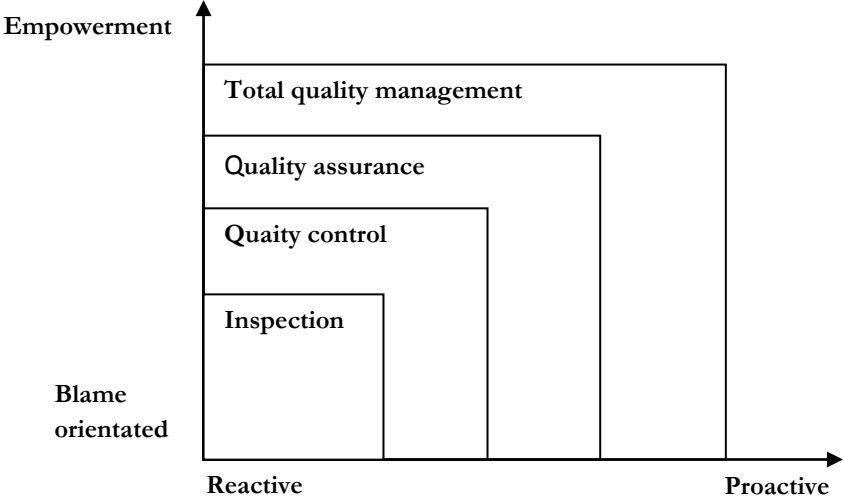 Empowerment
Total quality management
Quality assurance
Quaity control
Inspection
Blame
orientated
Reactive
Proactive